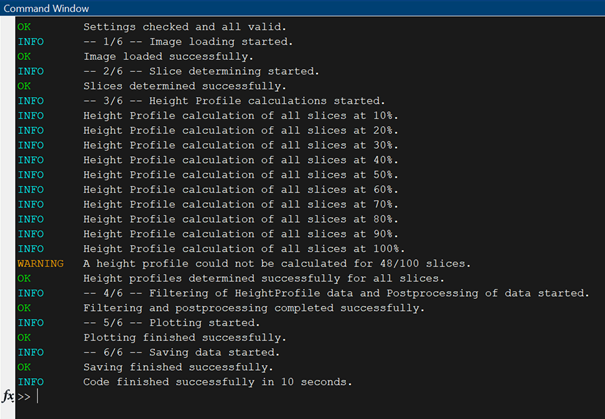 Command Window
OK Settings checked and all valid.
INFO -- 1/6 -- Image loading started.
OK Image loaded successfully.
INFO -- 2/6 -- Slice determining started.
OK Slices determined successfully.
INFO -- 3/6 -- Height Profile calculations started.
INFO Height Profile calculation of all slices at 10%.
INFO Height Profile calculation of all slices at 20%.
INFO Height Profile calculation of all slices at 30%.
INFO Height Profile calculation of all slices at 40%.
INFO Height Profile calculation of all slices at 50%.
INFO Height Profile calculation of all slices at 60%.
INFO Height Profile calculation of all slices at 70%.
INFO Height Profile calculation of all slices at 80%.
INFO Height Profile calculation of all slices at 90%.
INFO Height Profile calculation of all slices at 100%.
WARNING A height profile could not be calculated for 48/100 slices.
OK Height profiles determined successfully for all slices.
INFO -- 4/6 -- Filtering of HeightProfile data and Postprocessing of data started.
OK Filtering and postprocessing completed successfully.
INFO -- 5/6 -- Plotting started.
OK Plotting finished successfully.
INFO -- 6/6 -- Saving data started.
OK Saving finished successfully.
INFO Code finished successfully in 10 seconds.
fx >>